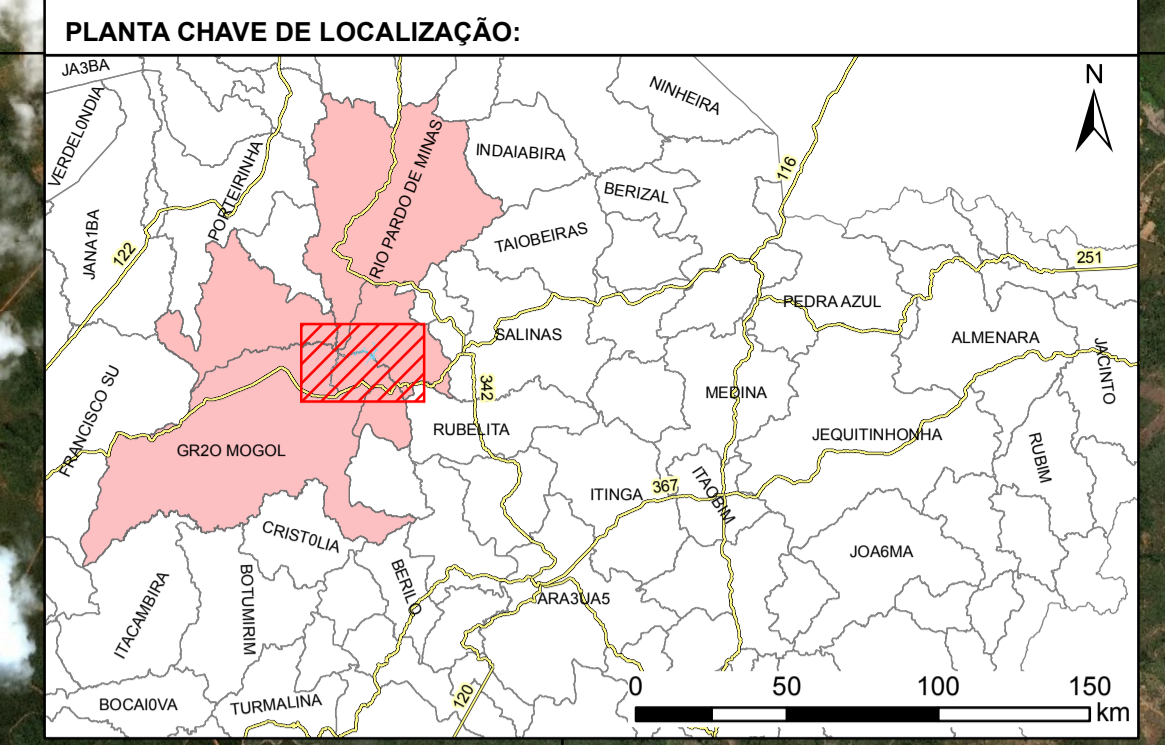 PLANTA CHAVE DE LOCALIZAÇÃO:
JA3BA
NINHEIRA
N
VERDEL0NDIA
PORTEIRINHA
RIO PARDO DE MINAS
INDAIABIRA
116
BERIZAL
JANA1BA
122
TAIOBEIRAS
251
PEDRA AZUL
SALINAS
ALMENARA
JACINTO
FRANCISCO SU
342
MEDINA
RUBELITA
JEQUITINHONHA
GR2O MOGOL
RUBIM
ITINGA
367
ITAOBIM
CRIST0LIA
JOA6MA
ITACAMBIRA
BOTUMIRIM
BERILO
ARA3UA5
BOCAI0VA
TURMALINA
120
0 50 100 150
km